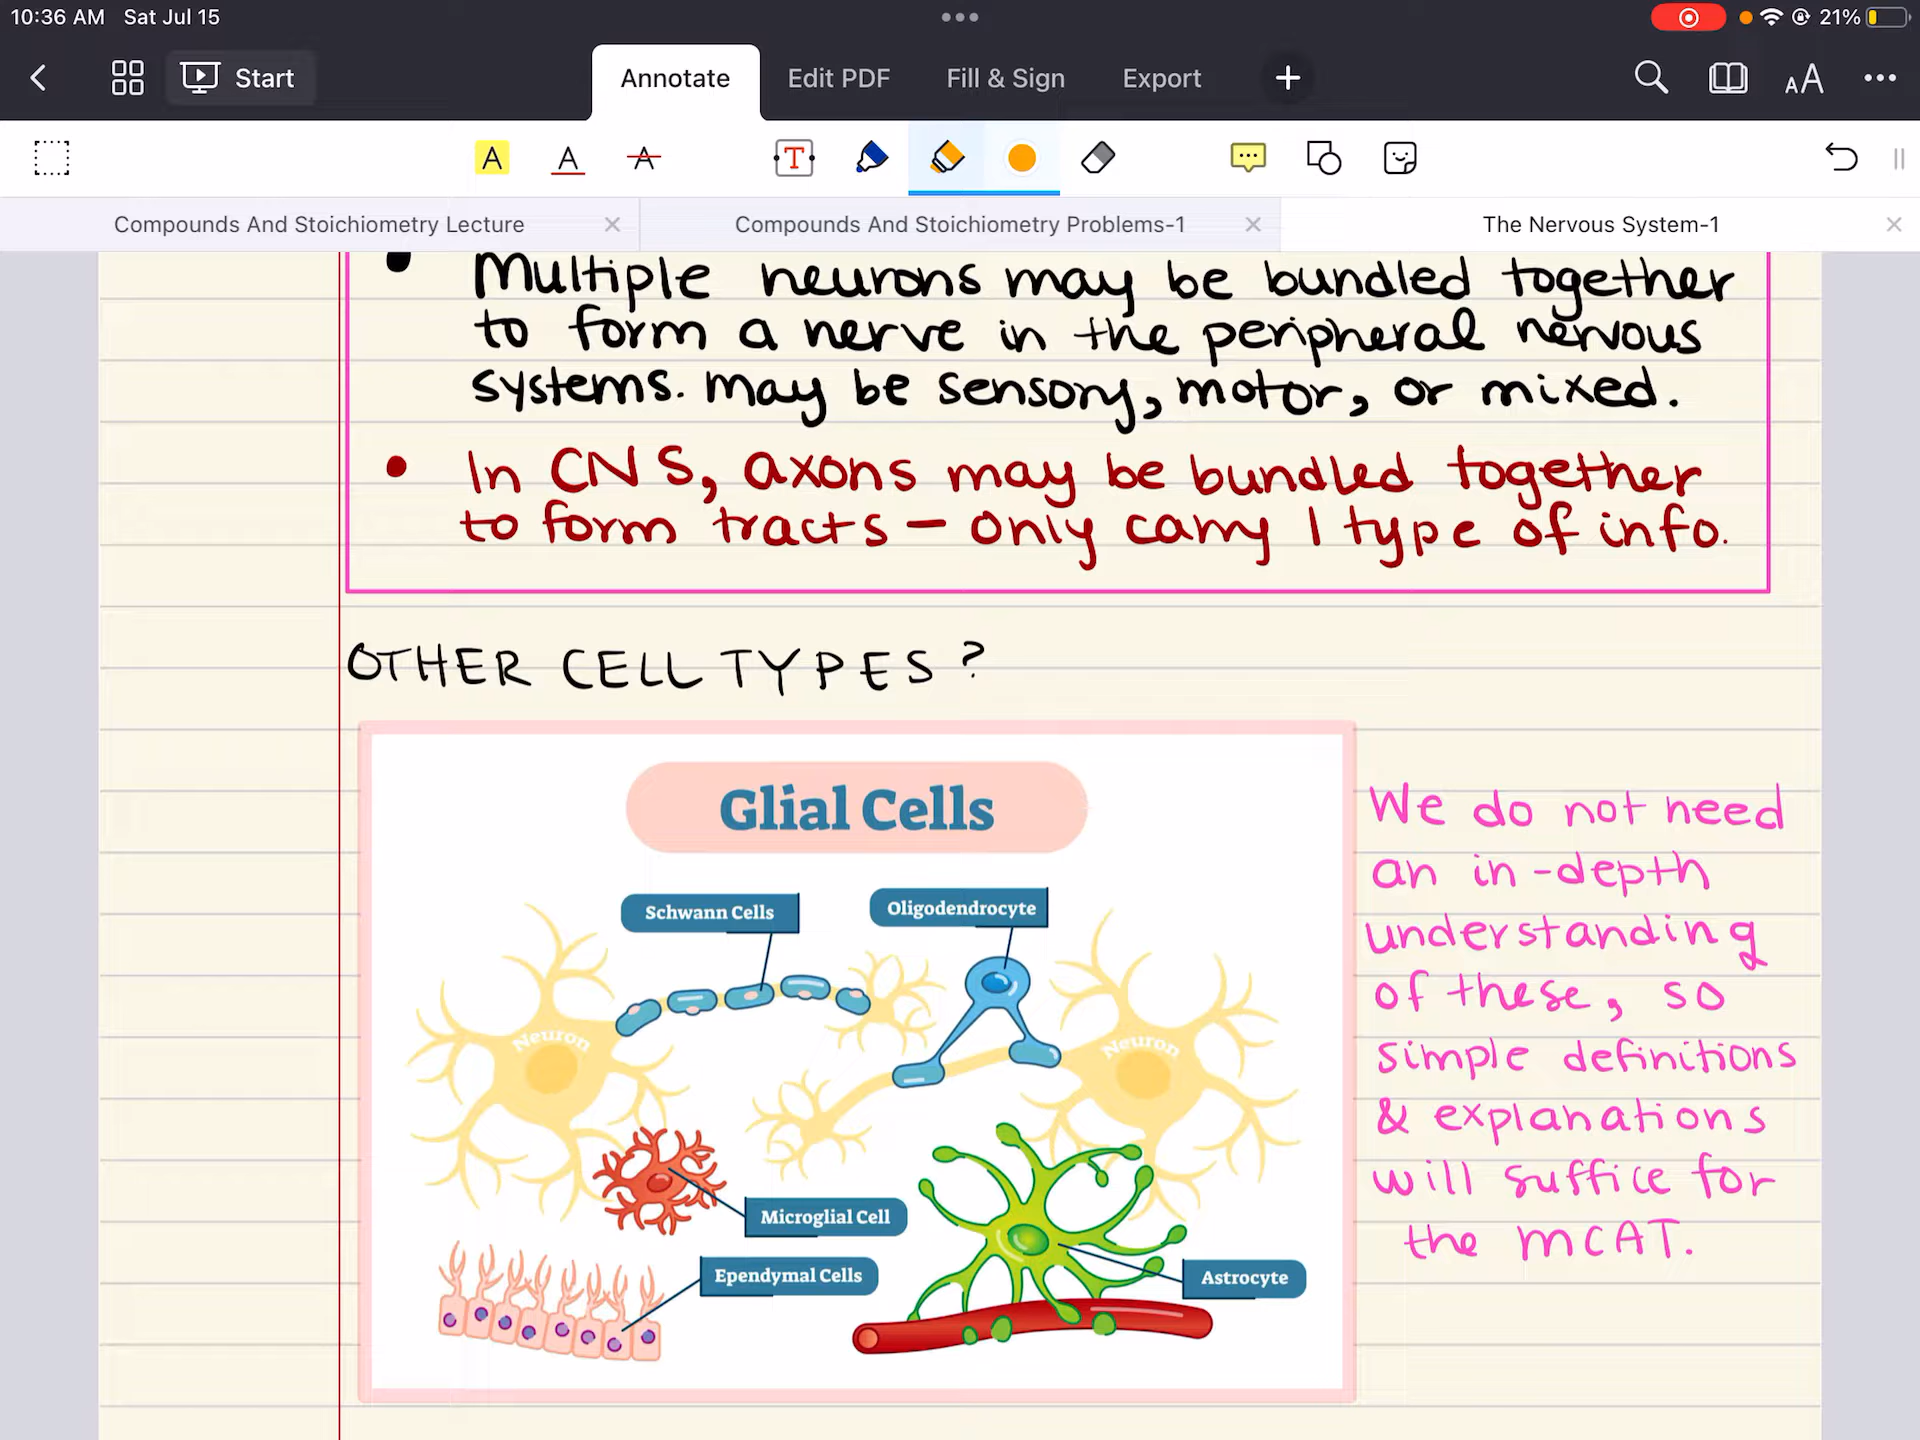 10:36 AM Sat Jul 15
21%
Start
Annotate
Edit PDF
Fill & Sign
Export
AA
A
A
A
T
Compounds And Stoichiometry Lecture
Compounds And Stoichiometry Problems-1
The Nervous System-1
Multiple neurons may be bundled together
to form a nerve in the peripheral nervous
systems. may be sensory, motor, or mixed.
In CNS, axons may be bundled together
to form tracts - only carry 1 type of info.
OTHER CELL TYPES?
Glial Cells
Schwann Cells
Oligodendrocyte
Neuron
Neuron
Microglial Cell
Ependymal Cells
Astrocyte
We do not need
an in-depth
understanding
of these, so
simple definitions
& explanations
will suffice for
the MCAT.